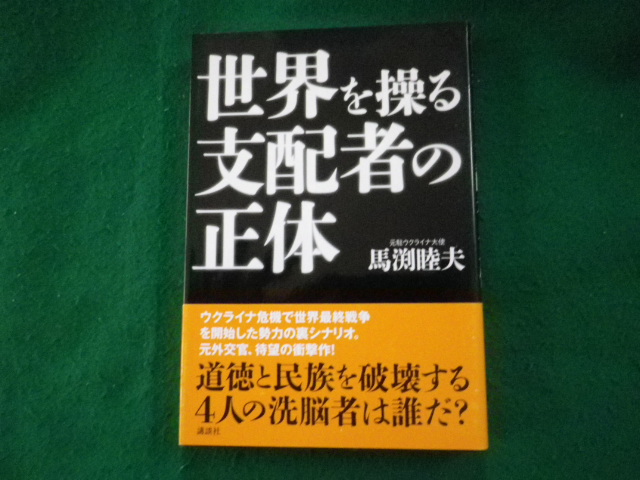 世界を操る
支配者の
正体
元駐ウクライナ大使
馬渕睦夫
ウクライナ危機で世界最終戦争
を開始した勢力の裏シナリオ。
元外交官、待望の衝撃作!
道徳と民族を破壊する
4人の洗脳者は誰だ?
講談社